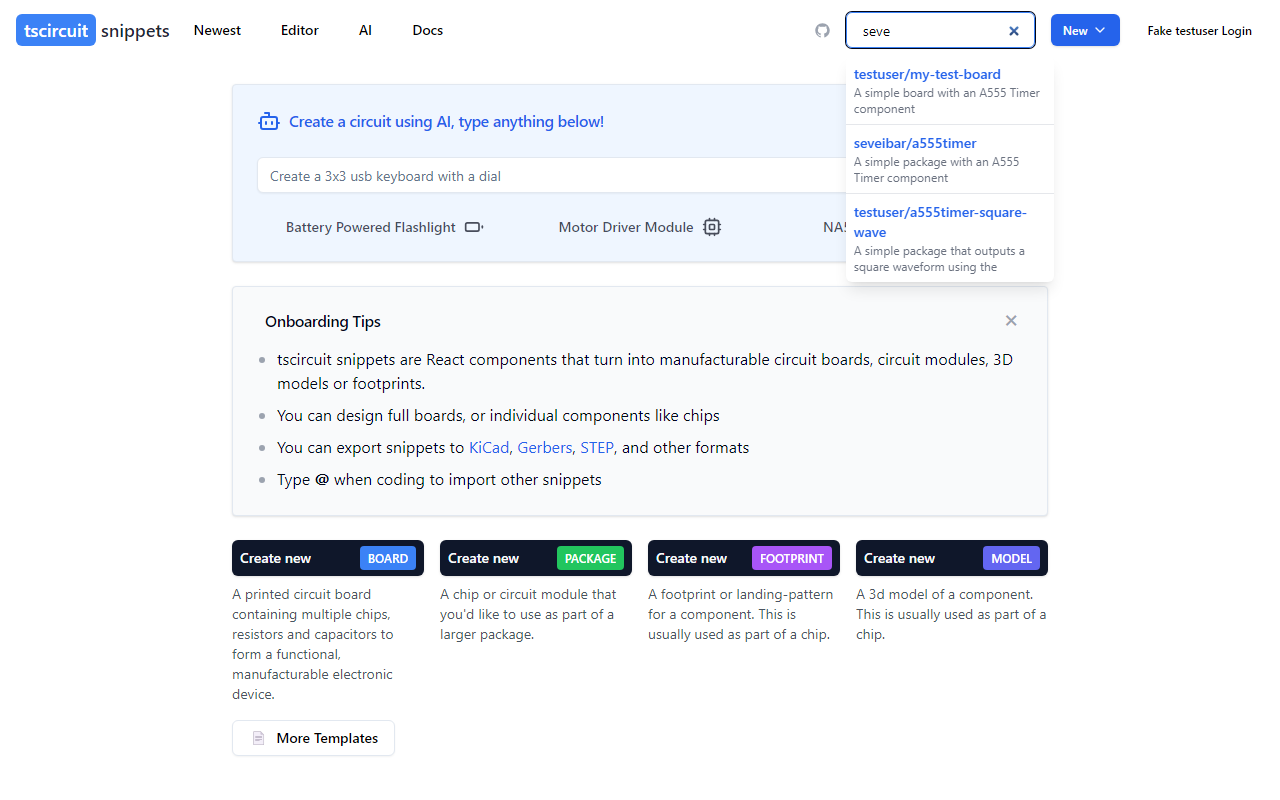 tscircuit snippets Newest Editor AI Docs seve New Fake testuser Login
testuser/my-test-board
A simple board with an A555 Timer
component
seveibar/a555timer
A simple package with an A555
Timer component
testuser/a555timer-square-
wave
A simple package that outputs a
square waveform using the
Create a circuit using AI, type anything below!
Create a 3x3 usb keyboard with a dial
Battery Powered Flashlight Motor Driver Module
Onboarding Tips
tscircuit snippets are React components that turn into manufacturable circuit boards, circuit modules, 3D
models or footprints.
You can design full boards, or individual components like chips
You can export snippets to KiCad, Gerbers, STEP, and other formats
Type @ when coding to import other snippets
Create new BOARD
A printed circuit board
containing multiple chips,
resistors and capacitors to
form a functional,
manufacturable electronic
device.
Create new PACKAGE
A chip or circuit module that
you'd like to use as part of a
larger package.
Create new FOOTPRINT
A footprint or landing-pattern
for a component. This is
usually used as part of a chip.
Create new MODEL
A 3d model of a component.
This is usually used as part of a
chip.
More Templates